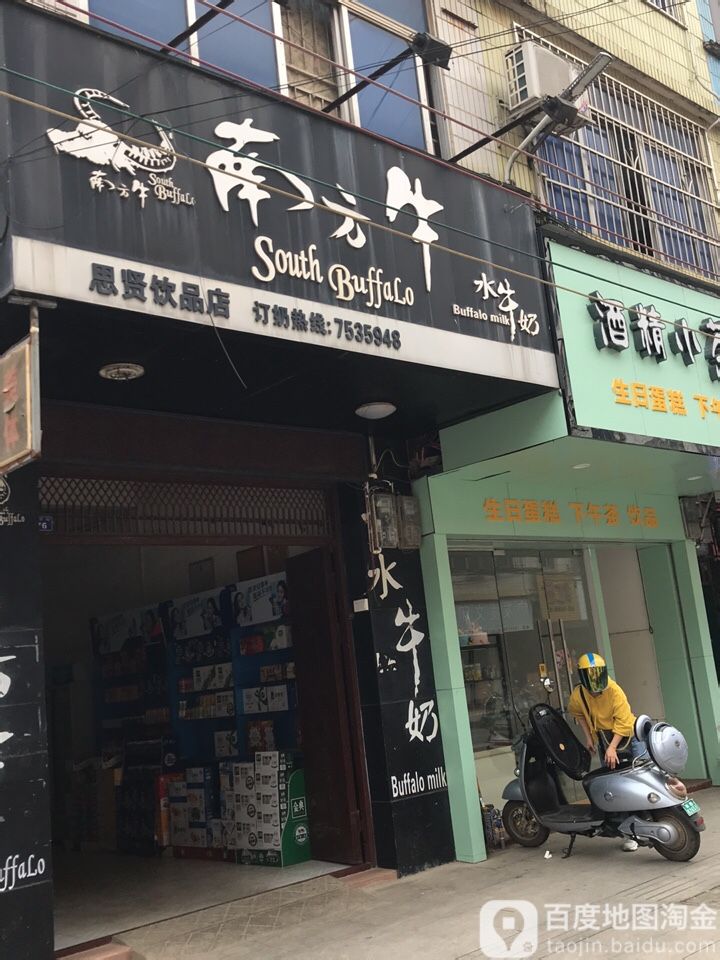 南方牛
South
BuffaLo
南方牛
South BuffaLo
水牛奶
Buffalo milk
思贤饮品店 订奶热线:7535948
酒精小
生日蛋糕 下午
生日蛋糕 下午茶 饮品
水牛奶
Buffalo milk
金典
百度地图淘金
taojin.baidu.com